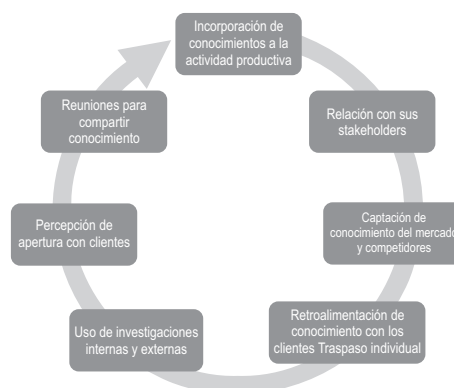 Incorporación de
conocimientos a la
actividad productiva
Relación con sus
stakeholders
Captación de
conocimiento del mercado
y competidores
Retroalimentación de
conocimiento con los
clientes Traspaso individual
Uso de investigaciones
internas y externas
Percepción de
apertura con clientes
Reuniones para
compartir
conocimiento